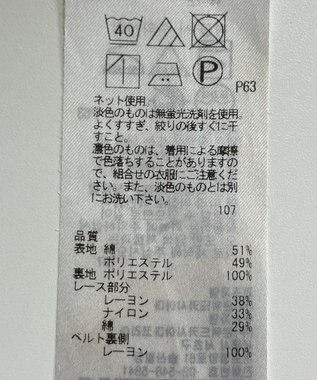 40
P
P63
ネット使用。
淡色のものは無蛍光洗剤を使用。
よくすすぎ、絞りの後すぐに干
すこと。
濃色のものは、着用による摩擦
で色落ちすることがありますの
で、組合せの衣服にご注意くだ
さい。また、淡色のものとは別
にお洗い下さい。
107
品質
表地 綿 51%
ポリエステル 49%
裏地 ポリエステル 100%
レース部分
レーヨン 38%
ナイロン 33%
綿 29%
ベルト裏側
レーヨン 100%